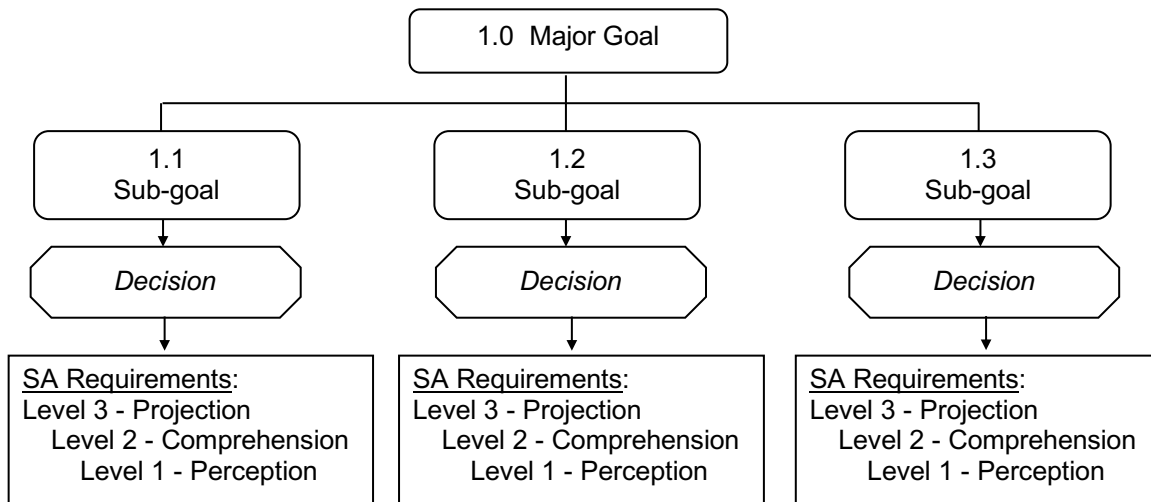 1.0 Major Goal
1.1
Sub-goal
1.2
Sub-goal
1.3
Sub-goal
Decision
Decision
Decision
SA Requirements:
Level 3 - Projection
Level 2 - Comprehension
Level 1 - Perception
SA Requirements:
Level 3 - Projection
Level 2 - Comprehension
Level 1 - Perception
SA Requirements:
Level 3 - Projection
Level 2 - Comprehension
Level 1 - Perception